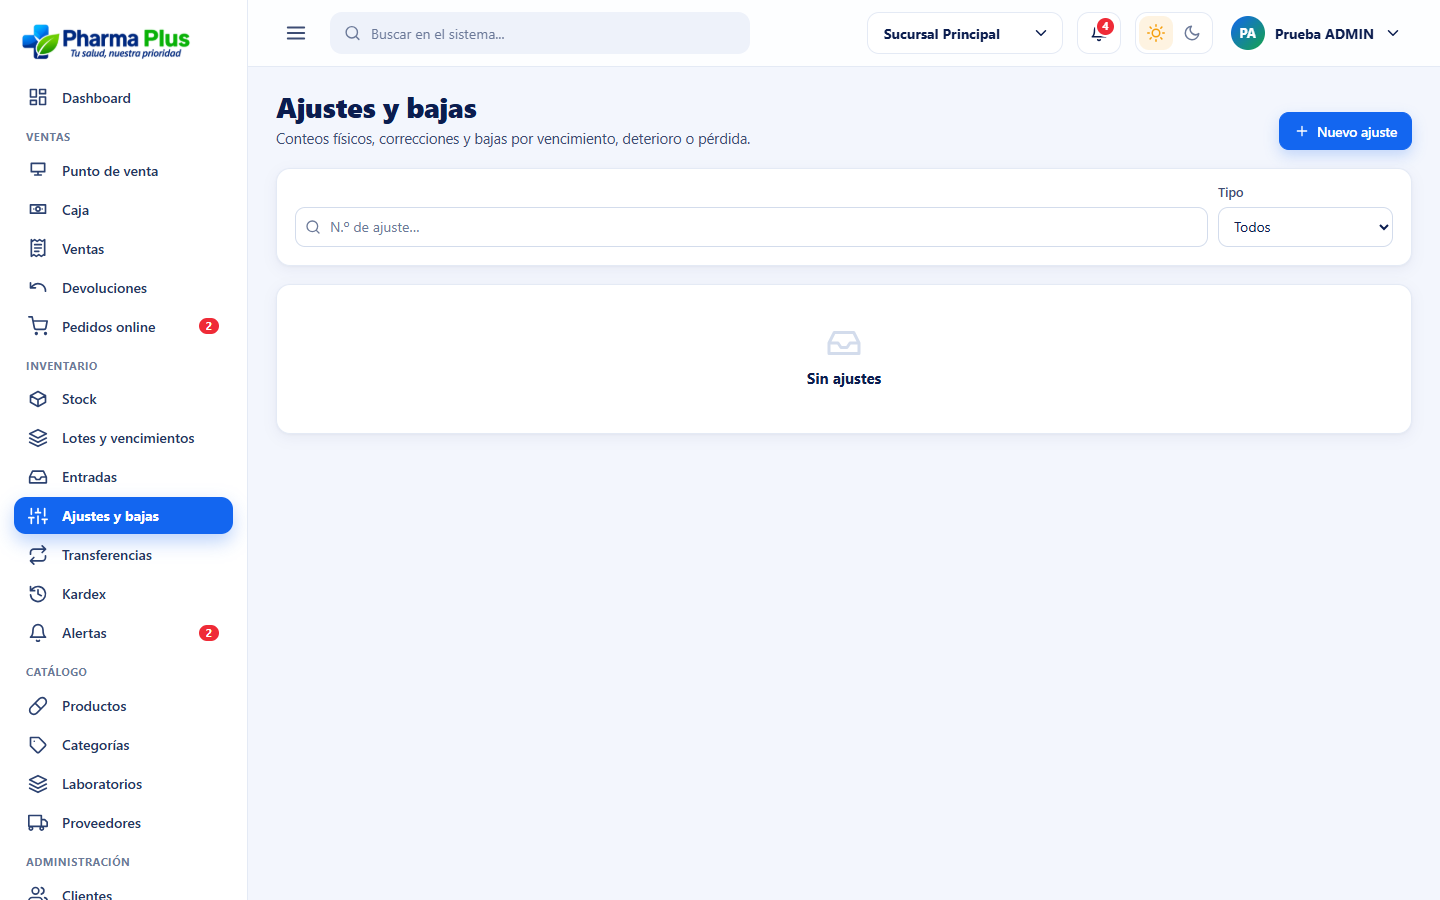 Pharma Plus
Tu salud, nuestra prioridad
Buscar en el sistema...
Sucursal Principal
4
PA
Prueba ADMIN
Dashboard
VENTAS
Punto de venta
Caja
Ventas
Devoluciones
Pedidos online
2
INVENTARIO
Stock
Lotes y vencimientos
Entradas
Ajustes y bajas
Transferencias
Kardex
Alertas
2
CATÁLOGO
Productos
Categorías
Laboratorios
Proveedores
ADMINISTRACIÓN
Clientes
Ajustes y bajas
Conteos físicos, correcciones y bajas por vencimiento, deterioro o pérdida.
+ Nuevo ajuste
Tipo
N.º de ajuste...
Todos
Sin ajustes